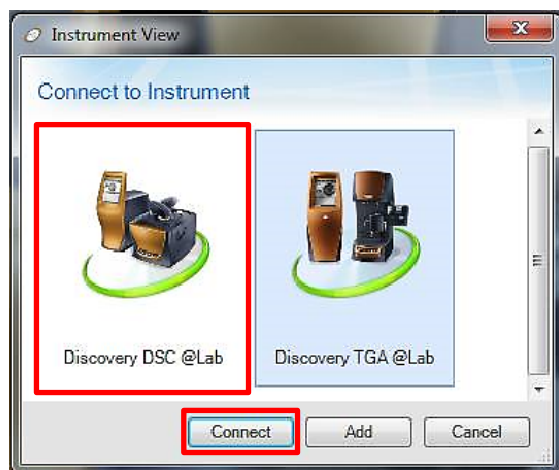 Instrument View
Connect to Instrument
Discovery DSC @Lab
Discovery TGA @Lab
Connect
Add
Cancel